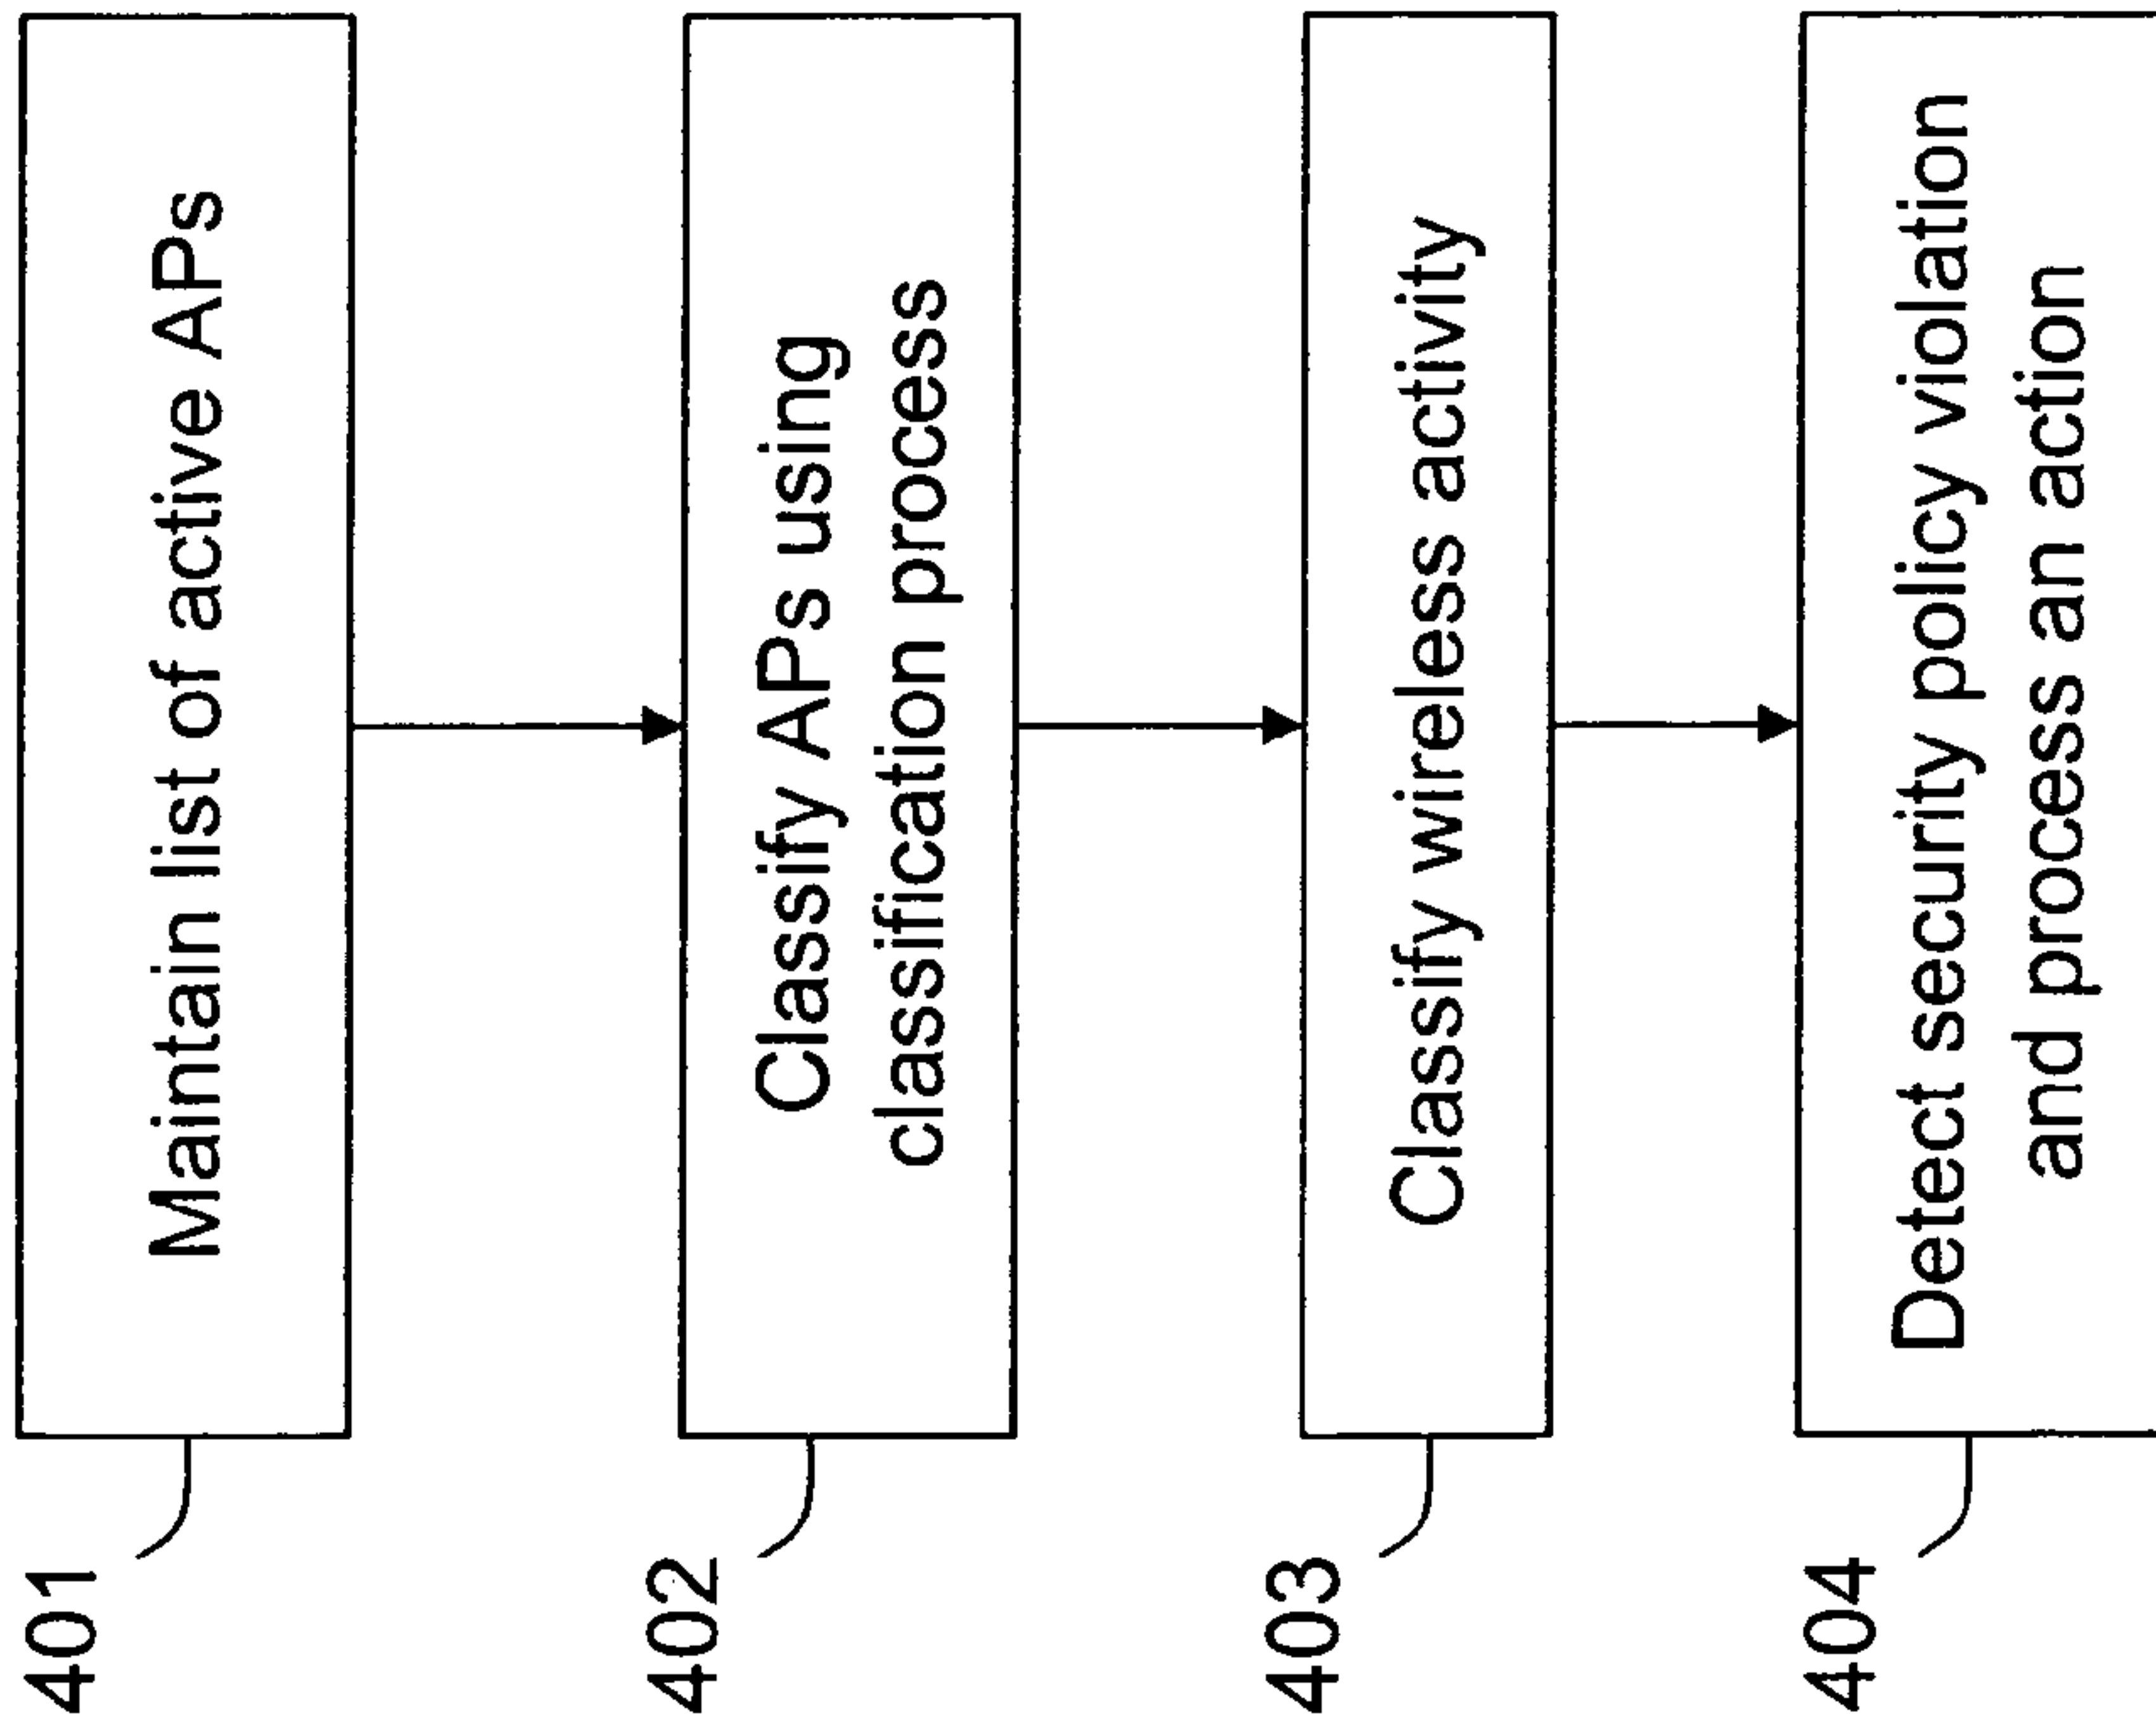 401
Maintain list of active APs
402
Classify APs using
classification process
403
Classify wireless activity
404
Detect security policy violation
and process an action